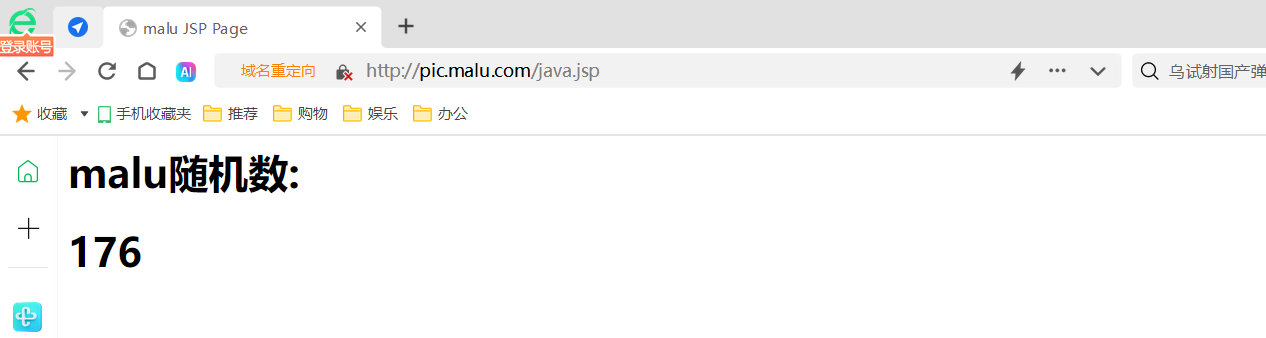 malu JSP Page
登录账号
AI
域名重定向
http://pic.malu.com/java.jsp
乌试射国产弹
收藏
手机收藏夹
推荐
购物
娱乐
办公
malu随机数:
176